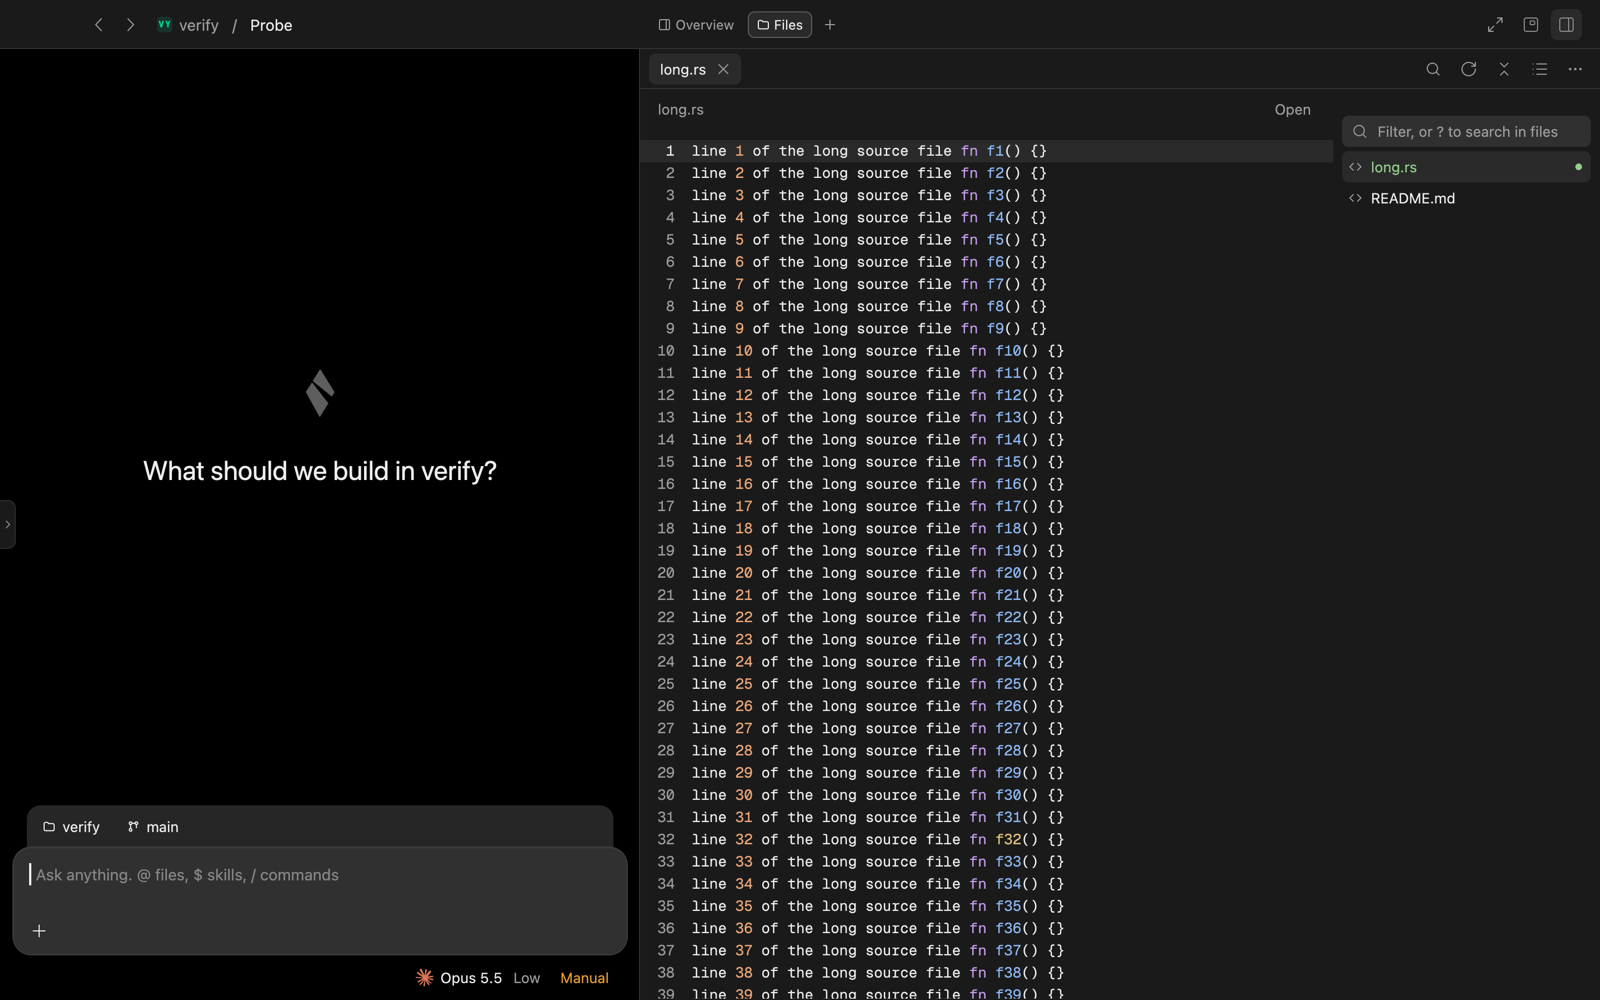 VY verify / Probe
Overview
Files
long.rs
long.rs
Open
Filter, or ? to search in files
long.rs
README.md
1 line 1 of the long source file fn f1() {}
2 line 2 of the long source file fn f2() {}
3 line 3 of the long source file fn f3() {}
4 line 4 of the long source file fn f4() {}
5 line 5 of the long source file fn f5() {}
6 line 6 of the long source file fn f6() {}
7 line 7 of the long source file fn f7() {}
8 line 8 of the long source file fn f8() {}
9 line 9 of the long source file fn f9() {}
10 line 10 of the long source file fn f10() {}
11 line 11 of the long source file fn f11() {}
12 line 12 of the long source file fn f12() {}
13 line 13 of the long source file fn f13() {}
14 line 14 of the long source file fn f14() {}
15 line 15 of the long source file fn f15() {}
16 line 16 of the long source file fn f16() {}
17 line 17 of the long source file fn f17() {}
18 line 18 of the long source file fn f18() {}
19 line 19 of the long source file fn f19() {}
20 line 20 of the long source file fn f20() {}
21 line 21 of the long source file fn f21() {}
22 line 22 of the long source file fn f22() {}
23 line 23 of the long source file fn f23() {}
24 line 24 of the long source file fn f24() {}
25 line 25 of the long source file fn f25() {}
26 line 26 of the long source file fn f26() {}
27 line 27 of the long source file fn f27() {}
28 line 28 of the long source file fn f28() {}
29 line 29 of the long source file fn f29() {}
30 line 30 of the long source file fn f30() {}
31 line 31 of the long source file fn f31() {}
32 line 32 of the long source file fn f32() {}
33 line 33 of the long source file fn f33() {}
34 line 34 of the long source file fn f34() {}
35 line 35 of the long source file fn f35() {}
36 line 36 of the long source file fn f36() {}
37 line 37 of the long source file fn f37() {}
38 line 38 of the long source file fn f38() {}
39 line 39 of the long source file fn f39() {}
What should we build in verify?
verify
main
Ask anything. @ files, $ skills, / commands
Opus 5.5 Low Manual